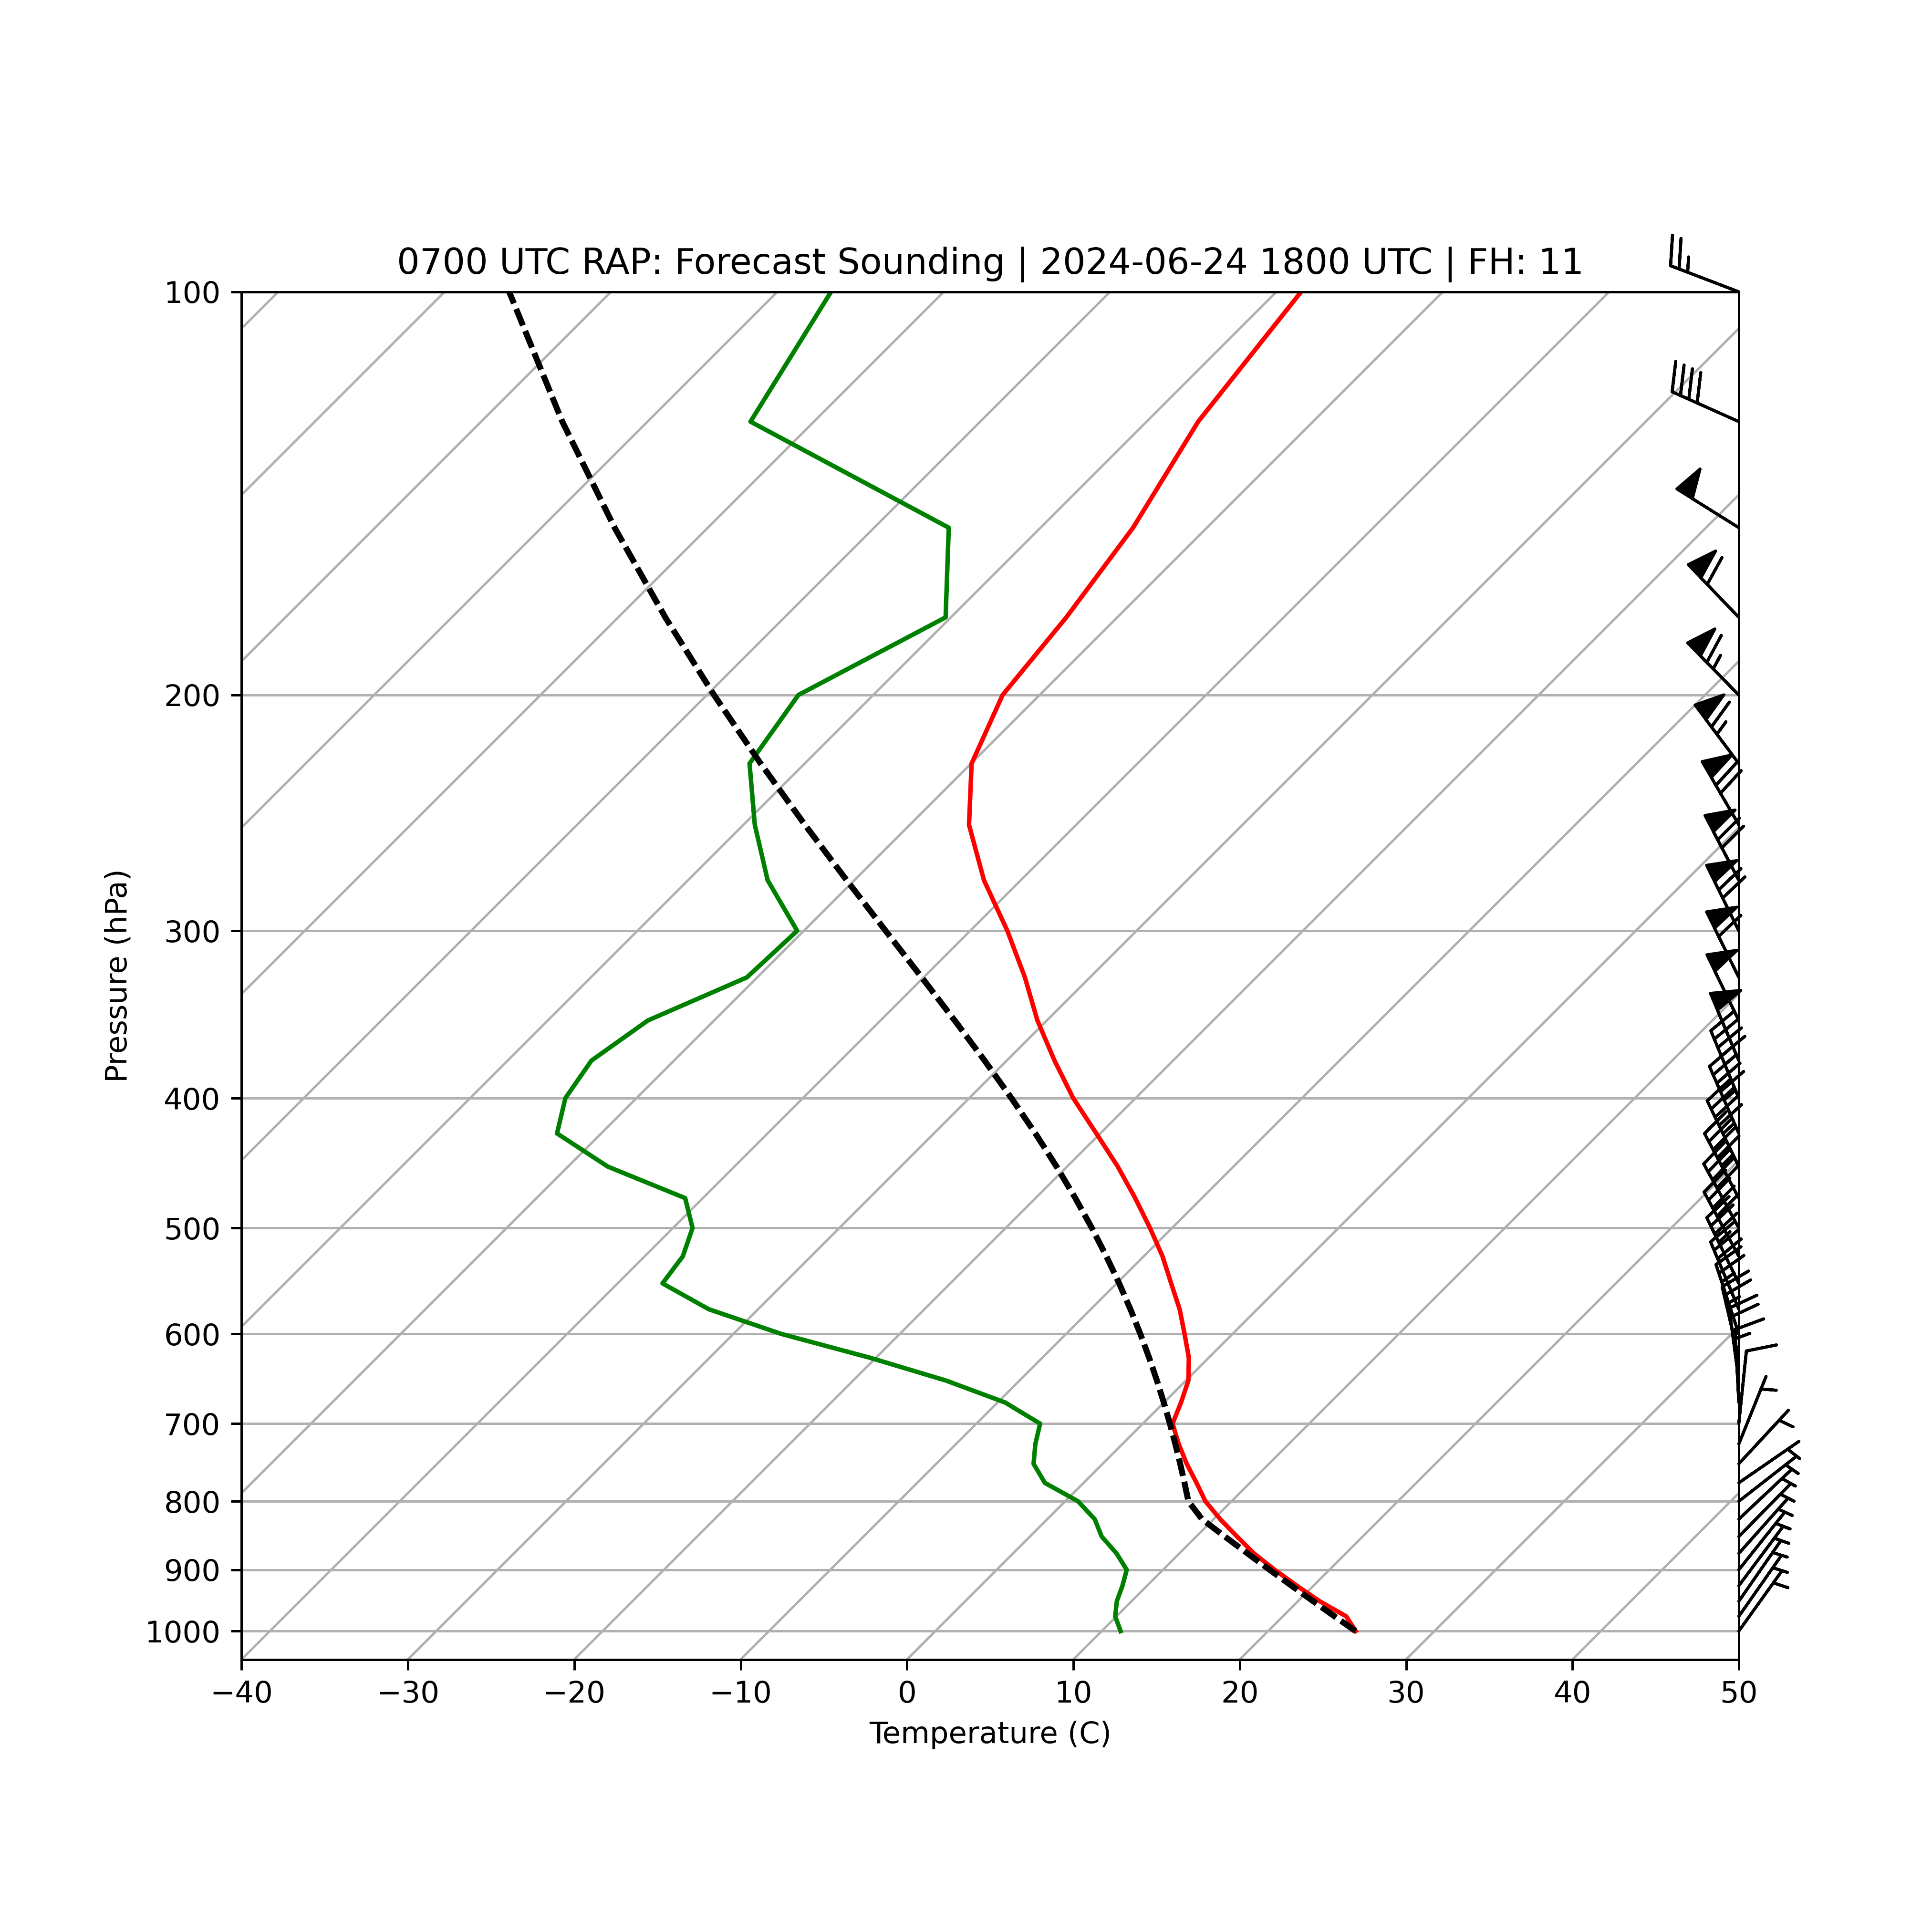 0700 UTC RAP: Forecast Sounding | 2024-06-24 1800 UTC | FH: 11
100
200
300
400
500
600
700
800
900
1000
Pressure (hPa)
−40 −30 −20 −10 0 10 20 30 40 50
Temperature (C)